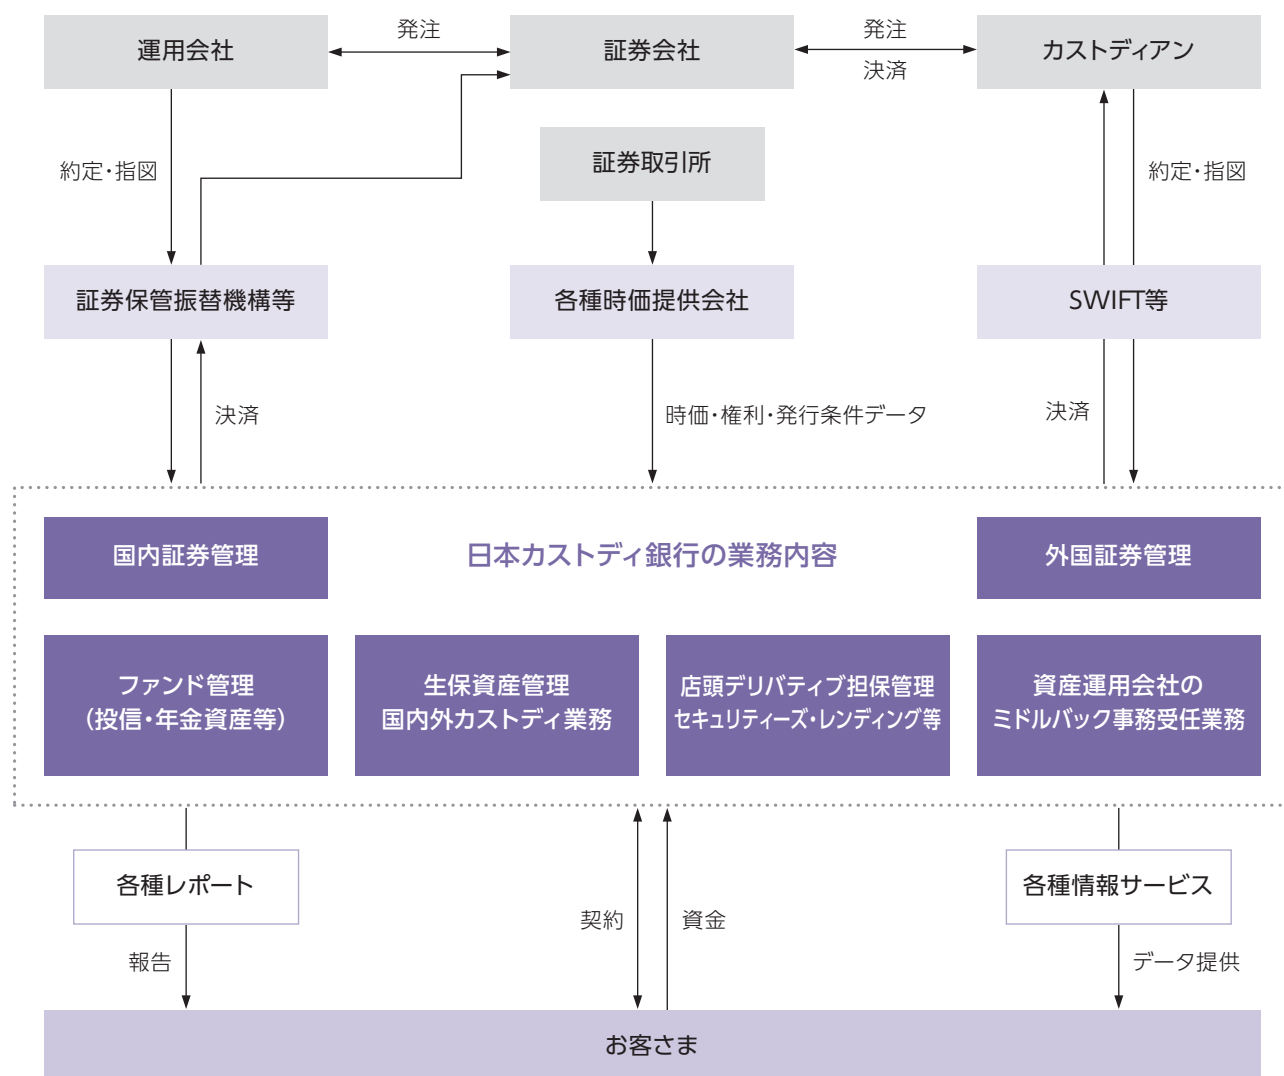 運用会社
発注
証券会社
発注
決済
カストディアン
約定・指図
証券取引所
約定・指図
証券保管振替機構等
各種時価提供会社
SWIFT等
決済
時価・権利・発行条件データ
決済
国内証券管理
日本カストディ銀行の業務内容
外国証券管理
ファンド管理
（投信・年金資産等）
生保資産管理
国内外カストディ業務
店頭デリバティブ担保管理
セキュリティーズ・レンディング等
資産運用会社の
ミドルバック事務受任業務
各種レポート
各種情報サービス
契約
資金
報告
データ提供
お客さま